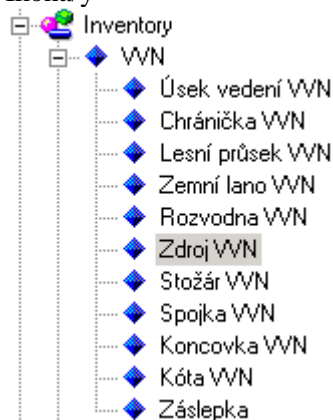 Inventory
VVN
Úsek vedení VVN
Chránička VVN
Lesní průsek VVN
Zemní lano VVN
Rozvodna VVN
Zdroj VVN
Stožár VVN
Spojka VVN
Koncovka VVN
Kóta VVN
Záslepka